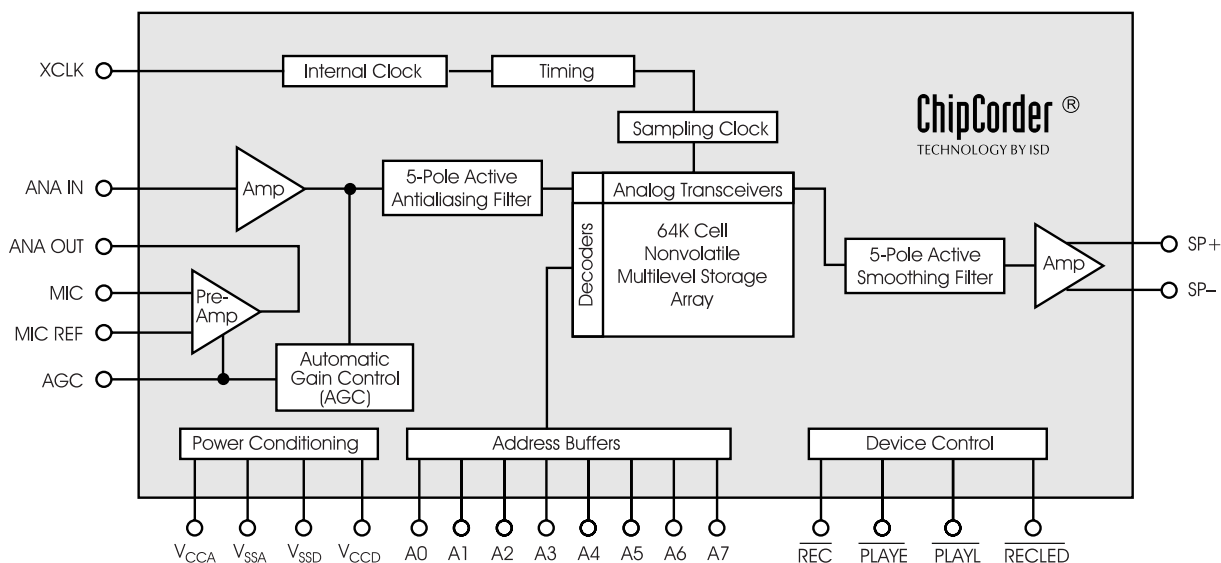 XCLK
Internal Clock
Timing
Sampling Clock
ChipCorder ®
TECHNOLOGY BY ISD
ANA IN
Amp
5-Pole Active
Antialiasing Filter
Analog Transceivers
Decoders
64K Cell
Nonvolatile
Multilevel Storage
Array
ANA OUT
MIC
Pre-
Amp
MIC REF
AGC
Automatic
Gain Control
(AGC)
5-Pole Active
Smoothing Filter
Amp
SP+
SP–
Power Conditioning
Address Buffers
Device Control
VCCA
VSSA
VSSD
VCCD
A0
A1
A2
A3
A4
A5
A6
A7
REC
PLAYE
PLAYL
RECLED